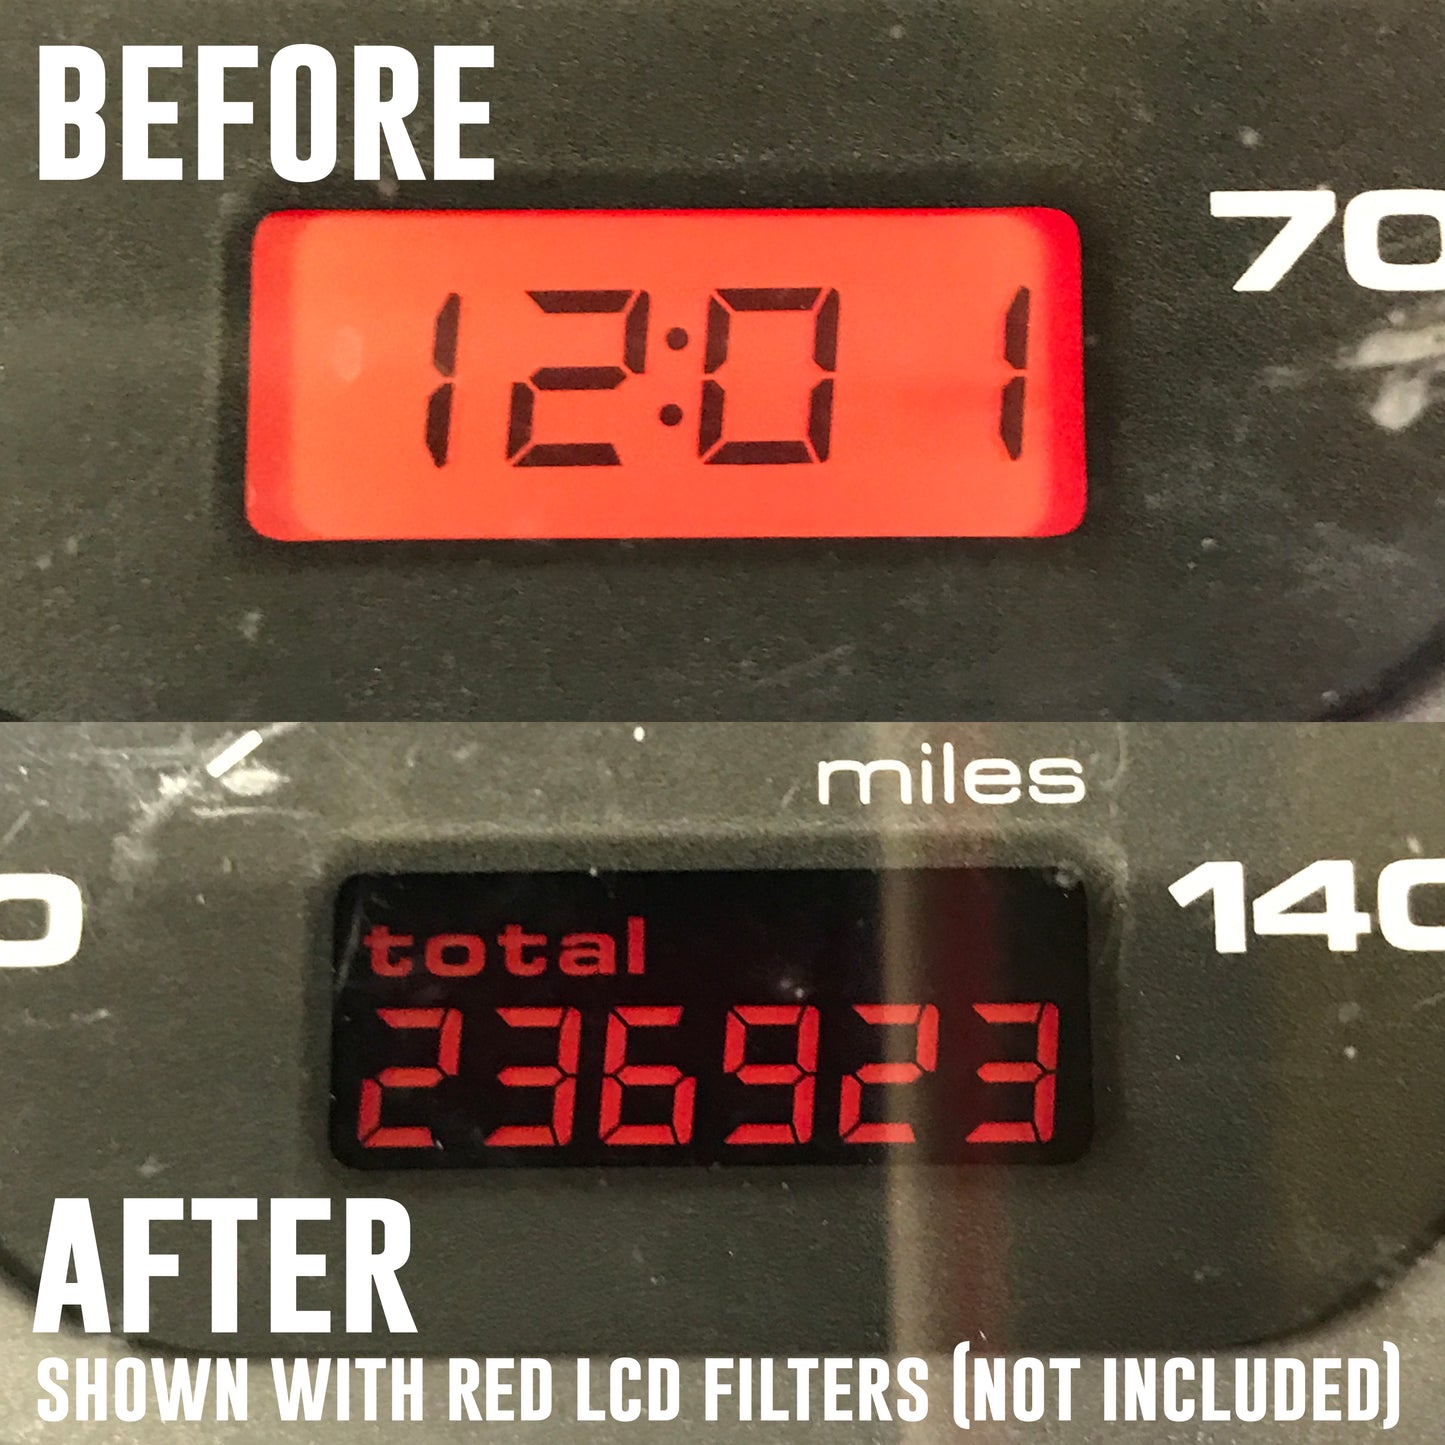 BEFORE
70
12:01
miles
0
140
total
236923
AFTER
SHOWN WITH RED LCD FILTERS (NOT INCLUDED)